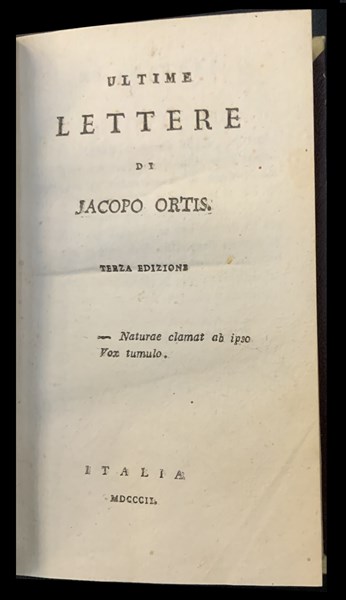 ULTIME
LETTERE
DI
JACOPO ORTIS.
TERZA EDIZIONE
— Naturae clamat ab ipso
Vox tumulo.
ITALIA
MDCCCII.